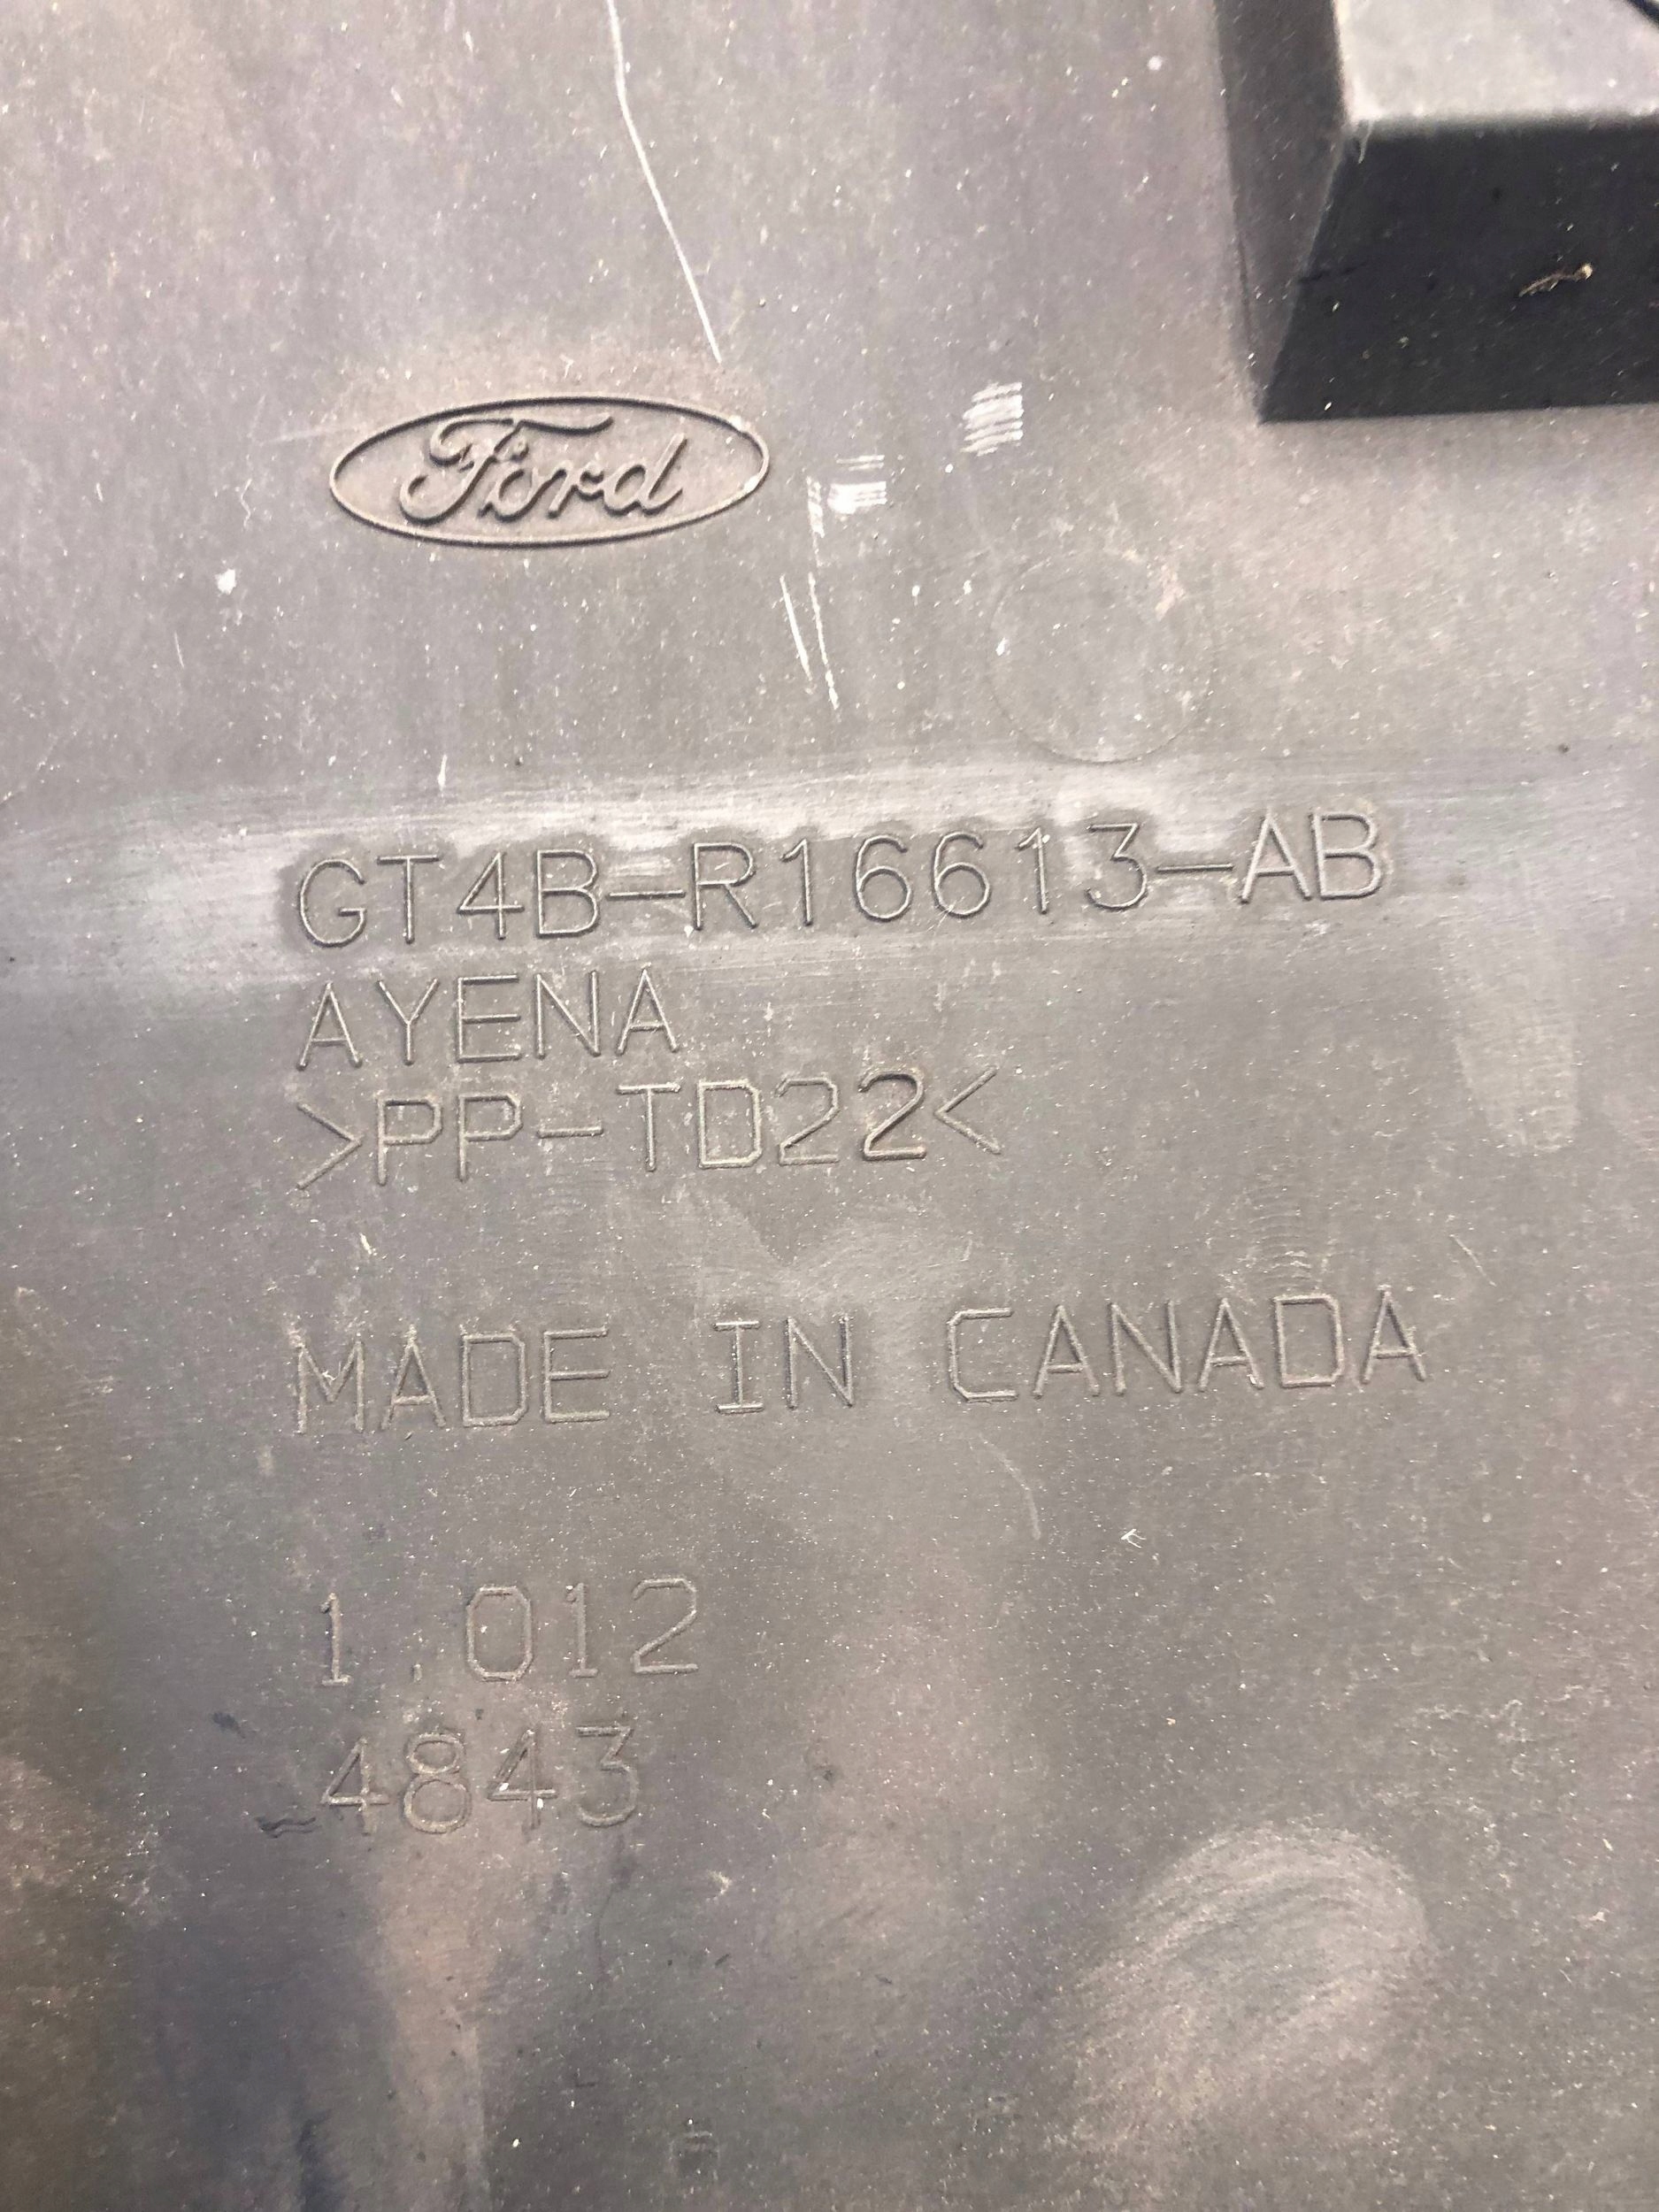 Ford
GT4B-R16613-AB
AYENA
>PP-TD22<
MADE IN CANADA
1.012
4843